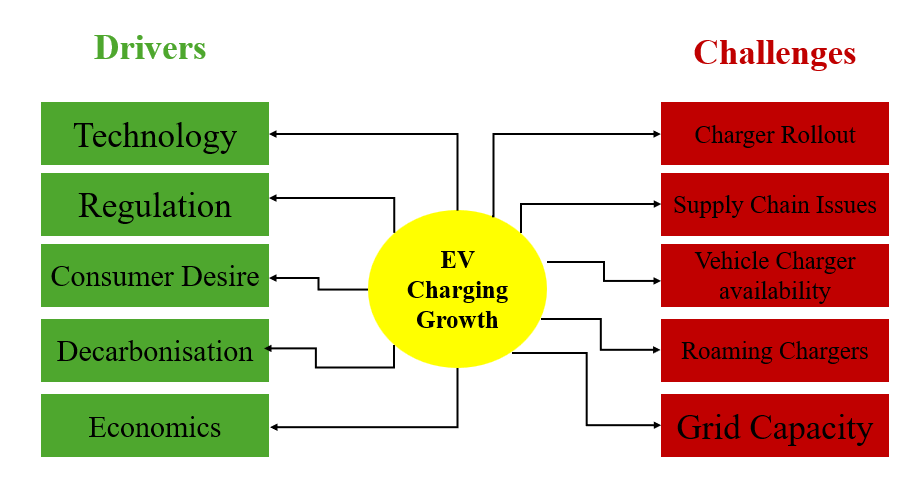 Drivers
Challenges
Technology
Regulation
Consumer Desire
Decarbonisation
Economics
EV
Charging
Growth
Charger Rollout
Supply Chain Issues
Vehicle Charger
availability
Roaming Chargers
Grid Capacity